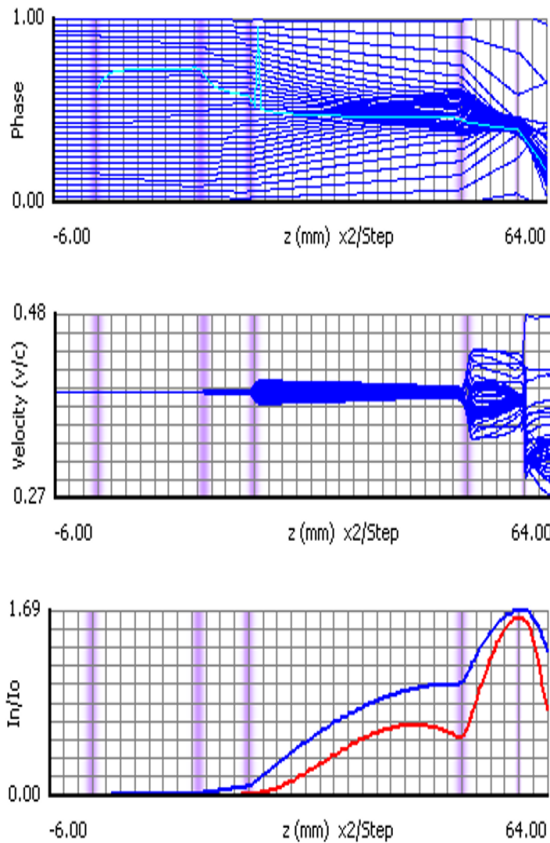 1.00
Phase
0.00
-6.00 z (mm) x2/Step 64.00
0.48
Velocity (v/c)
0.27
-6.00 z (mm) x2/Step 64.00
1.69
In/Io
0.00
-6.00 z (mm) x2/Step 64.00